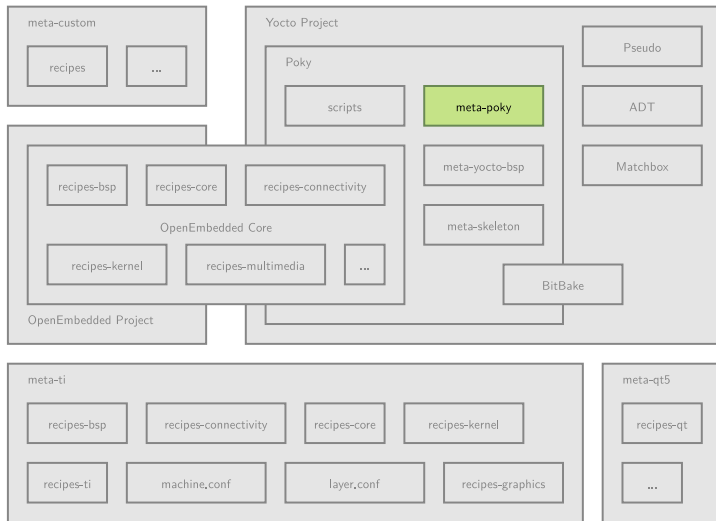 meta-custom
recipes
...
Yocto Project
Poky
scripts
meta-poky
meta-yocto-bsp
meta-skeleton
BitBake
Pseudo
ADT
Matchbox
recipes-bsp
recipes-core
recipes-connectivity
OpenEmbedded Core
recipes-kernel
recipes-multimedia
...
OpenEmbedded Project
meta-ti
recipes-bsp
recipes-connectivity
recipes-core
recipes-kernel
recipes-ti
machine.conf
layer.conf
recipes-graphics
meta-qt5
recipes-qt
...